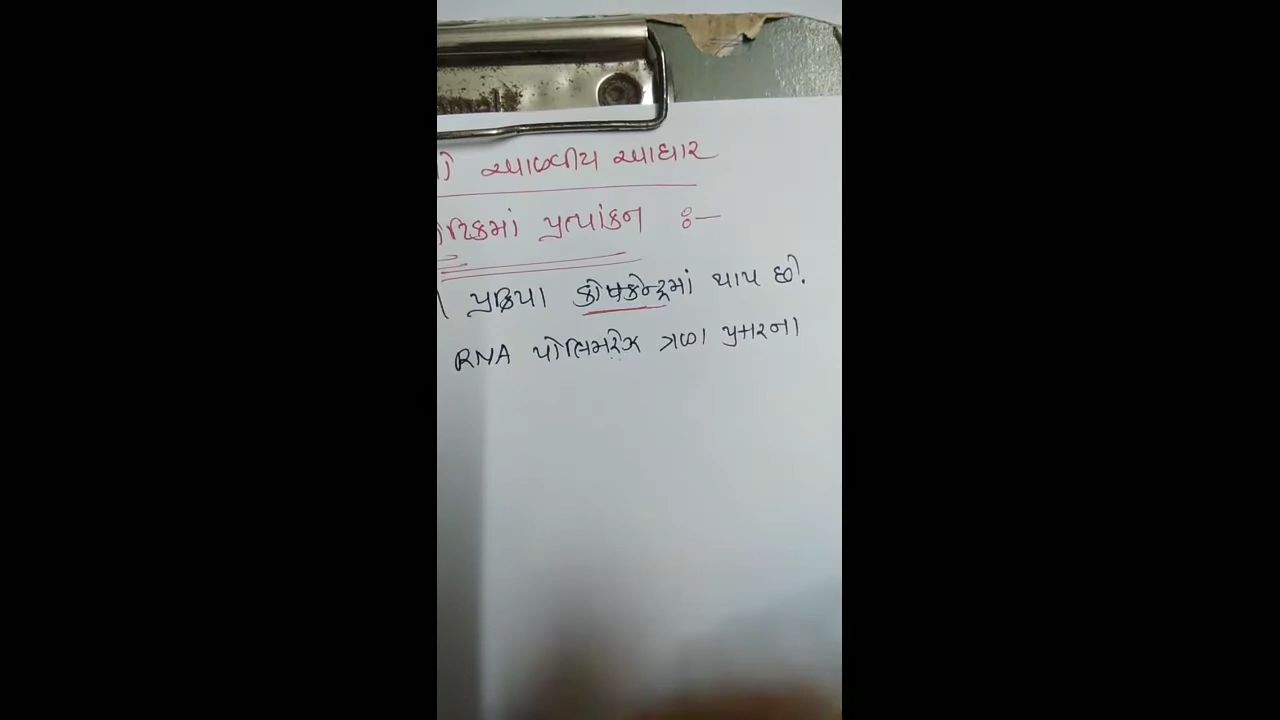 આણ્વીય આધાર
પ્રત્યાંકન :-
પ્રક્રિયા કોષકેન્દ્રમાં થાય છે.
RNA પોલિમરેઝ ત્રણ પ્રકારના